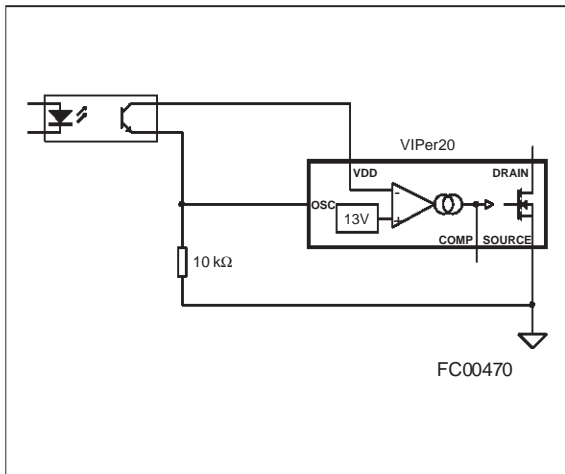 VIPer20
VDD
DRAIN
OSC
-
13V
+
COMP
SOURCE
10 kΩ
FC00470